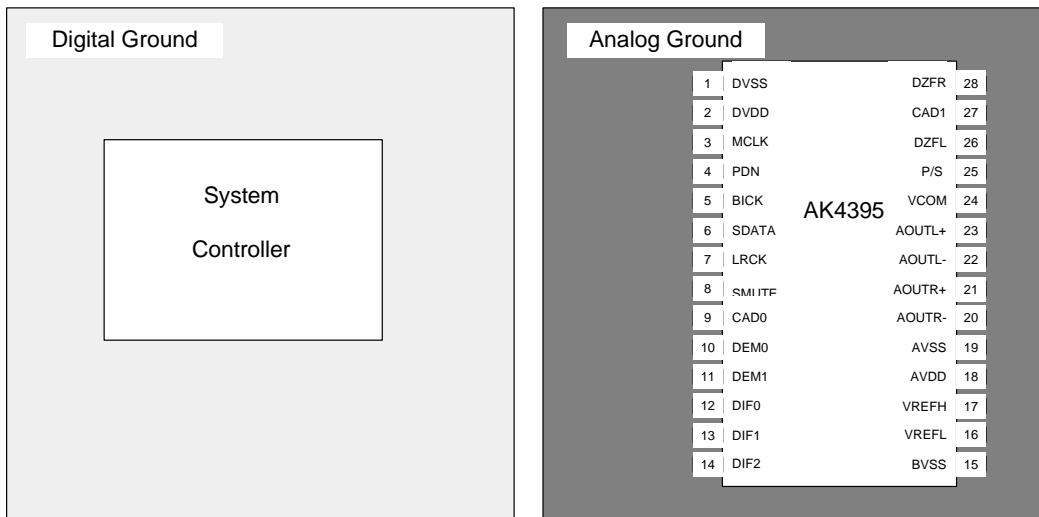 Digital Ground
System
Controller
Analog Ground
AK4395
1 DVSS
2 DVDD
3 MCLK
4 PDN
5 BICK
6 SDATA
7 LRCK
8 SMUTE
9 CAD0
10 DEM0
11 DEM1
12 DIF0
13 DIF1
14 DIF2
DZFR 28
CAD1 27
DZFL 26
P/S 25
VCOM 24
AOUTL+ 23
AOUTL- 22
AOUTR+ 21
AOUTR- 20
AVSS 19
AVDD 18
VREFH 17
VREFL 16
BVSS 15